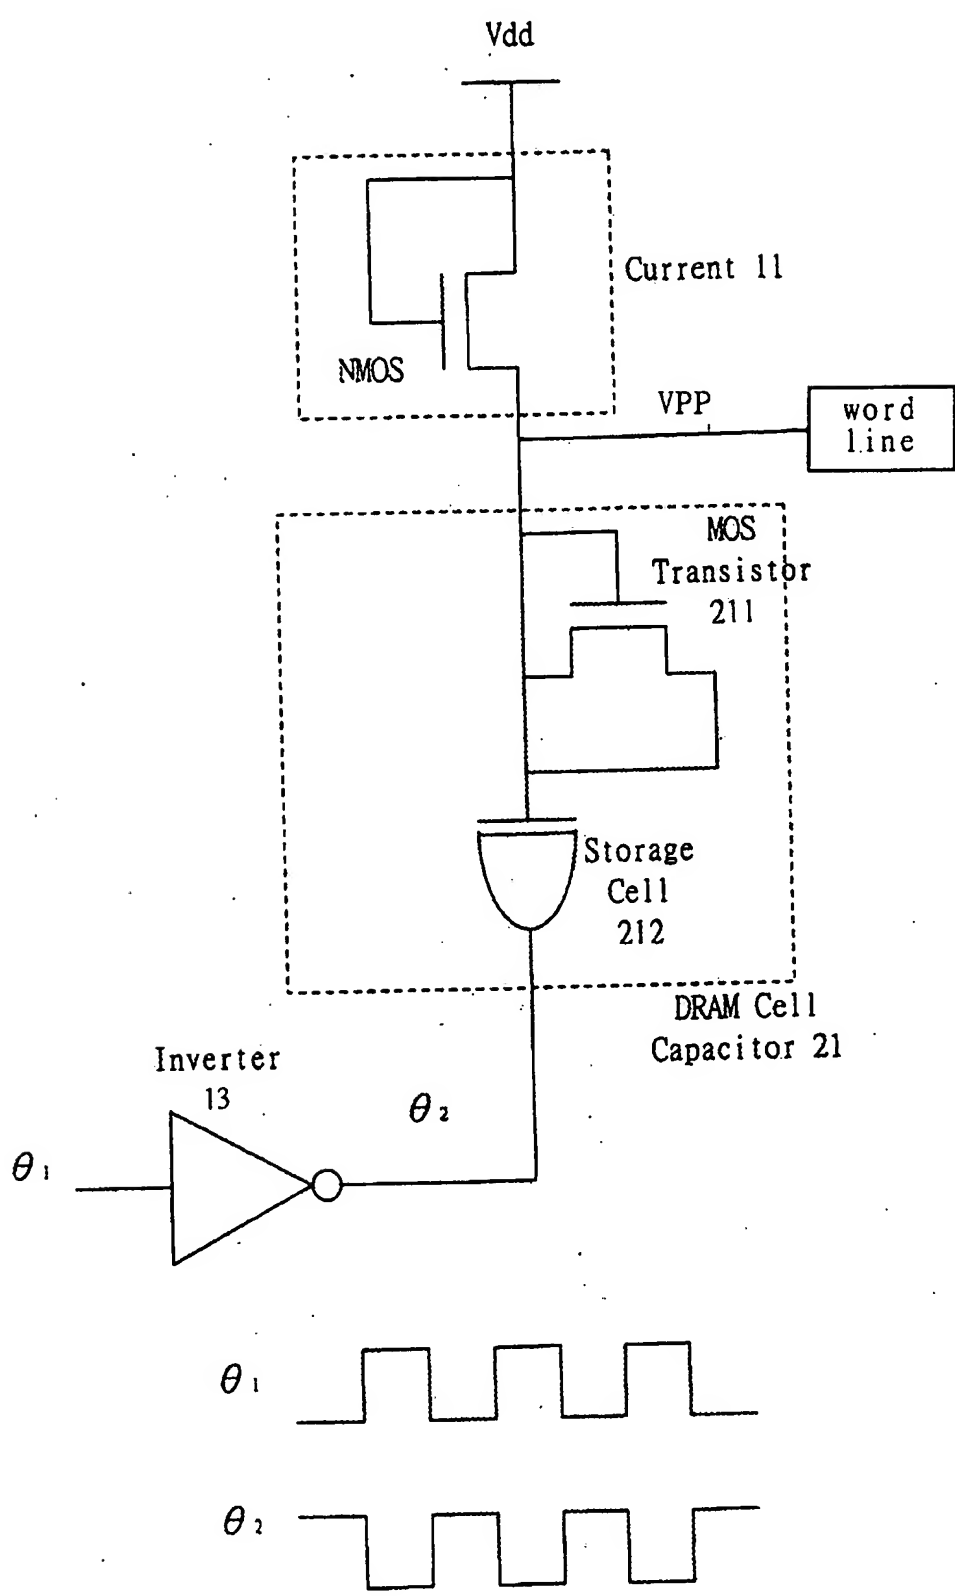 Vdd
Current 11
NMOS
VPP
word
line
MOS
Transistor
211
Storage
Cell
212
DRAM Cell
Capacitor 21
Inverter
13
θ2
θ1
θ1
θ2